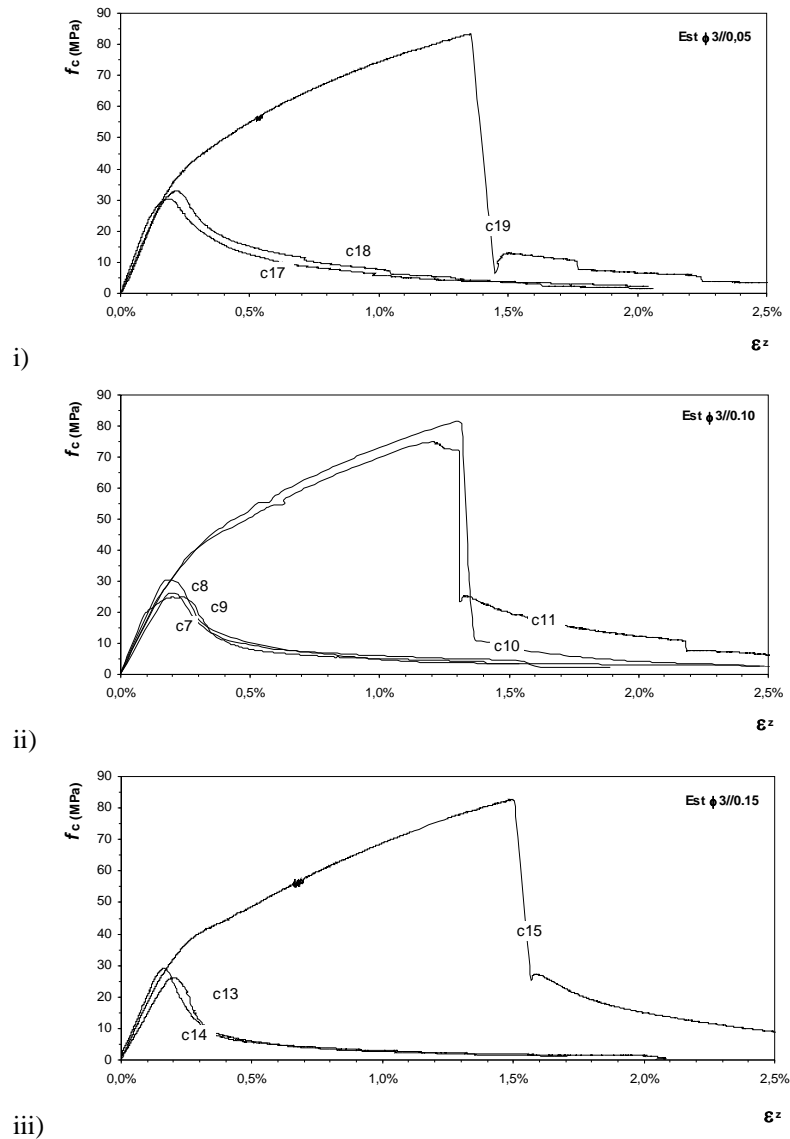 90
80
70
60
50
40
30
20
10
0
fc (MPa)
Est ϕ3//0,05
c19
c18
c17
0,0% 0,5% 1,0% 1,5% 2,0% 2,5%
εz
i)
90
80
70
60
50
40
30
20
10
0
fc (MPa)
Est ϕ3//0.10
c8
c9
c7
c11
c10
0,0% 0,5% 1,0% 1,5% 2,0% 2,5%
εz
ii)
90
80
70
60
50
40
30
20
10
0
fc (MPa)
Est ϕ3//0.15
c15
c13
c14
0,0% 0,5% 1,0% 1,5% 2,0% 2,5%
εz
iii)